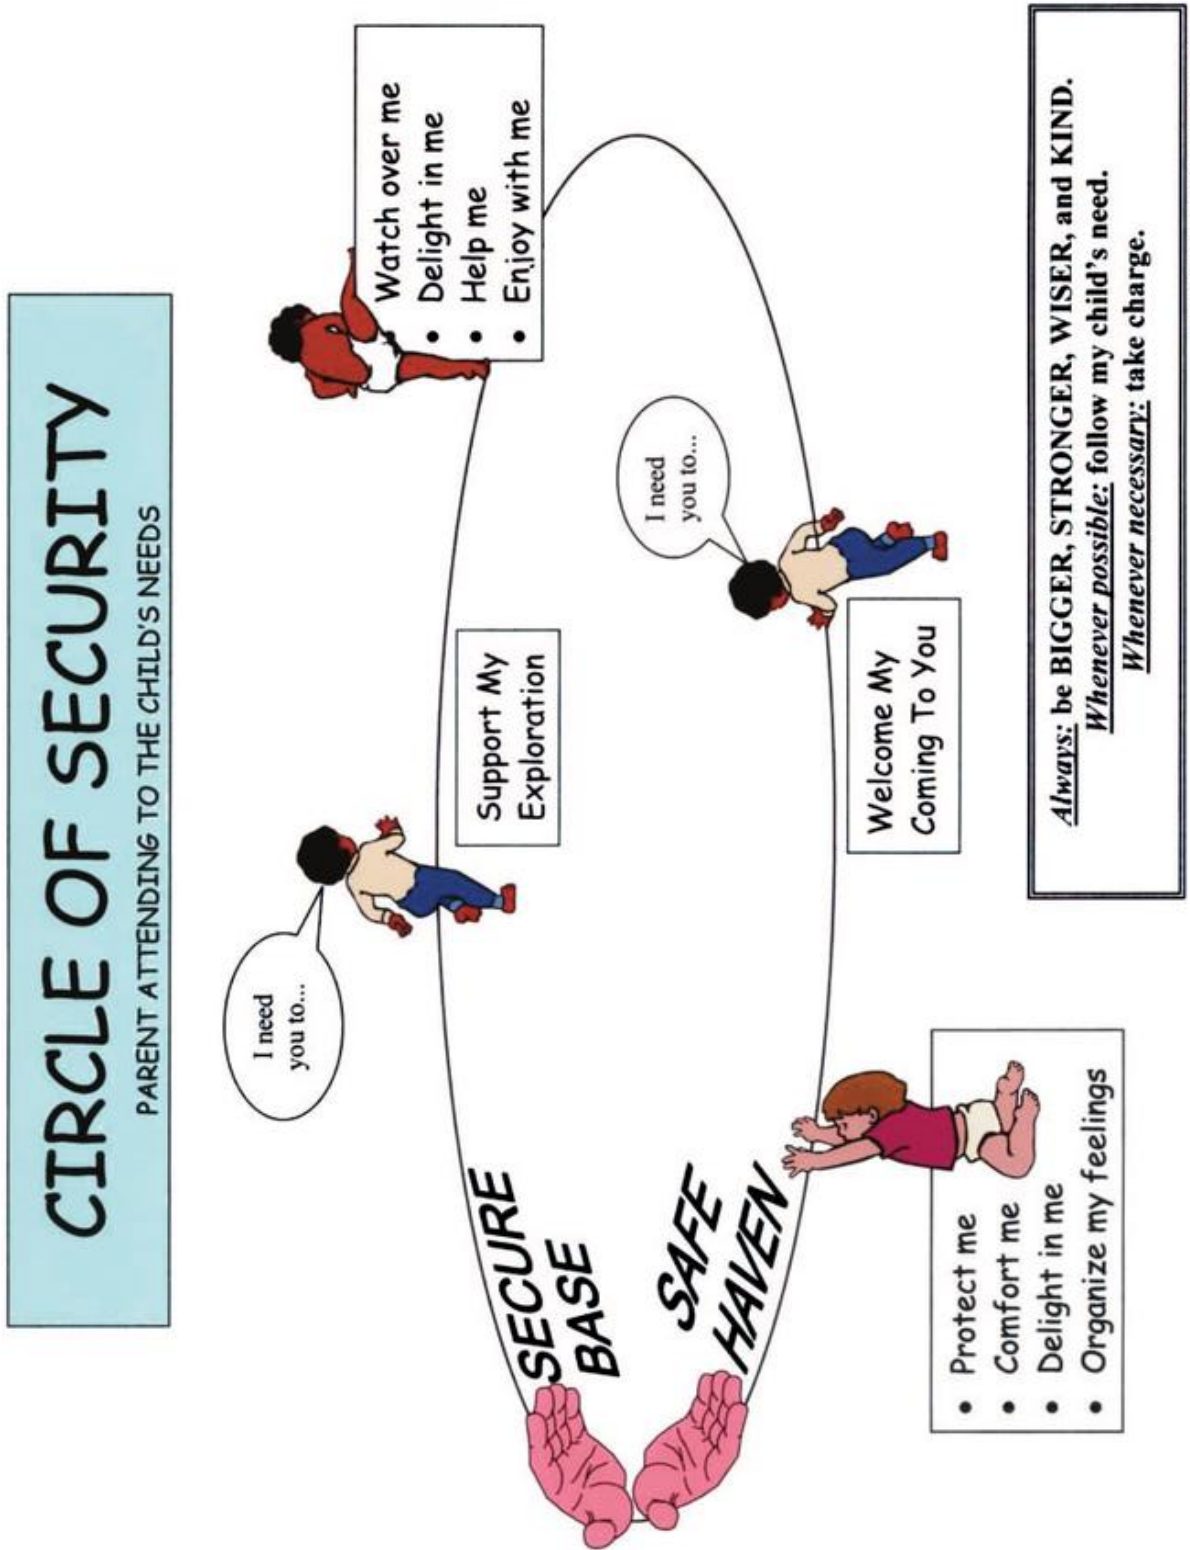 CIRCLE OF SECURITY
PARENT ATTENDING TO THE CHILD'S NEEDS
I need
you to...
Support My
Exploration
• Watch over me
• Delight in me
• Help me
• Enjoy with me
SECURE
BASE
SAFE
HAVEN
I need
you to...
Welcome My
Coming To You
• Protect me
• Comfort me
• Delight in me
• Organize my feelings
Always: be BIGGER, STRONGER, WISER, and KIND.
Whenever possible: follow my child's need.
Whenever necessary: take charge.